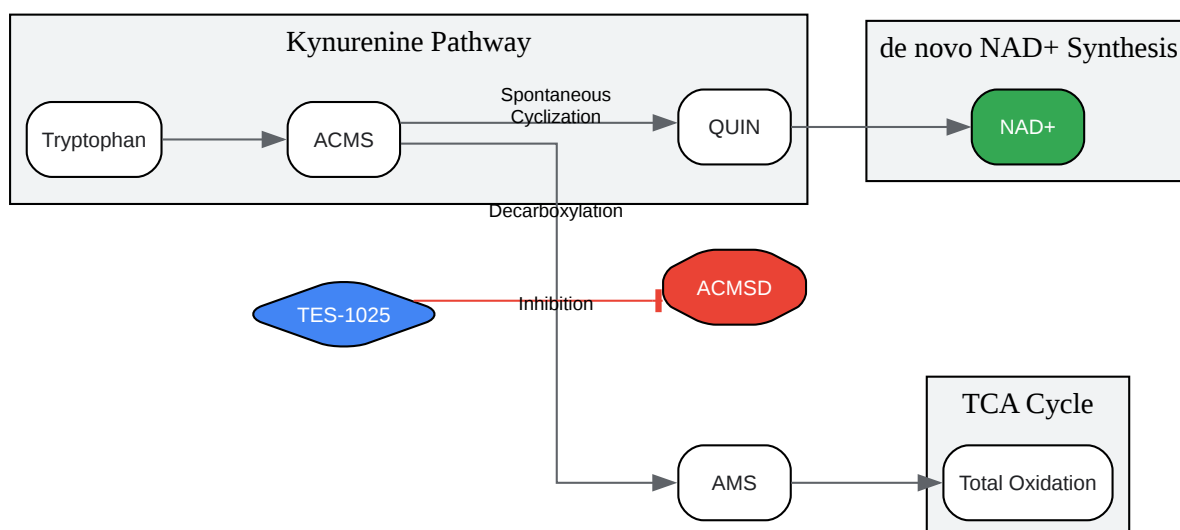 Kynurenine Pathway
de novo NAD+ Synthesis
Spontaneous
Cyclization
Tryptophan
ACMS
QUIN
NAD+
Decarboxylation
ACMSD
Inhibition
TES-1025
TCA Cycle
AMS
Total Oxidation